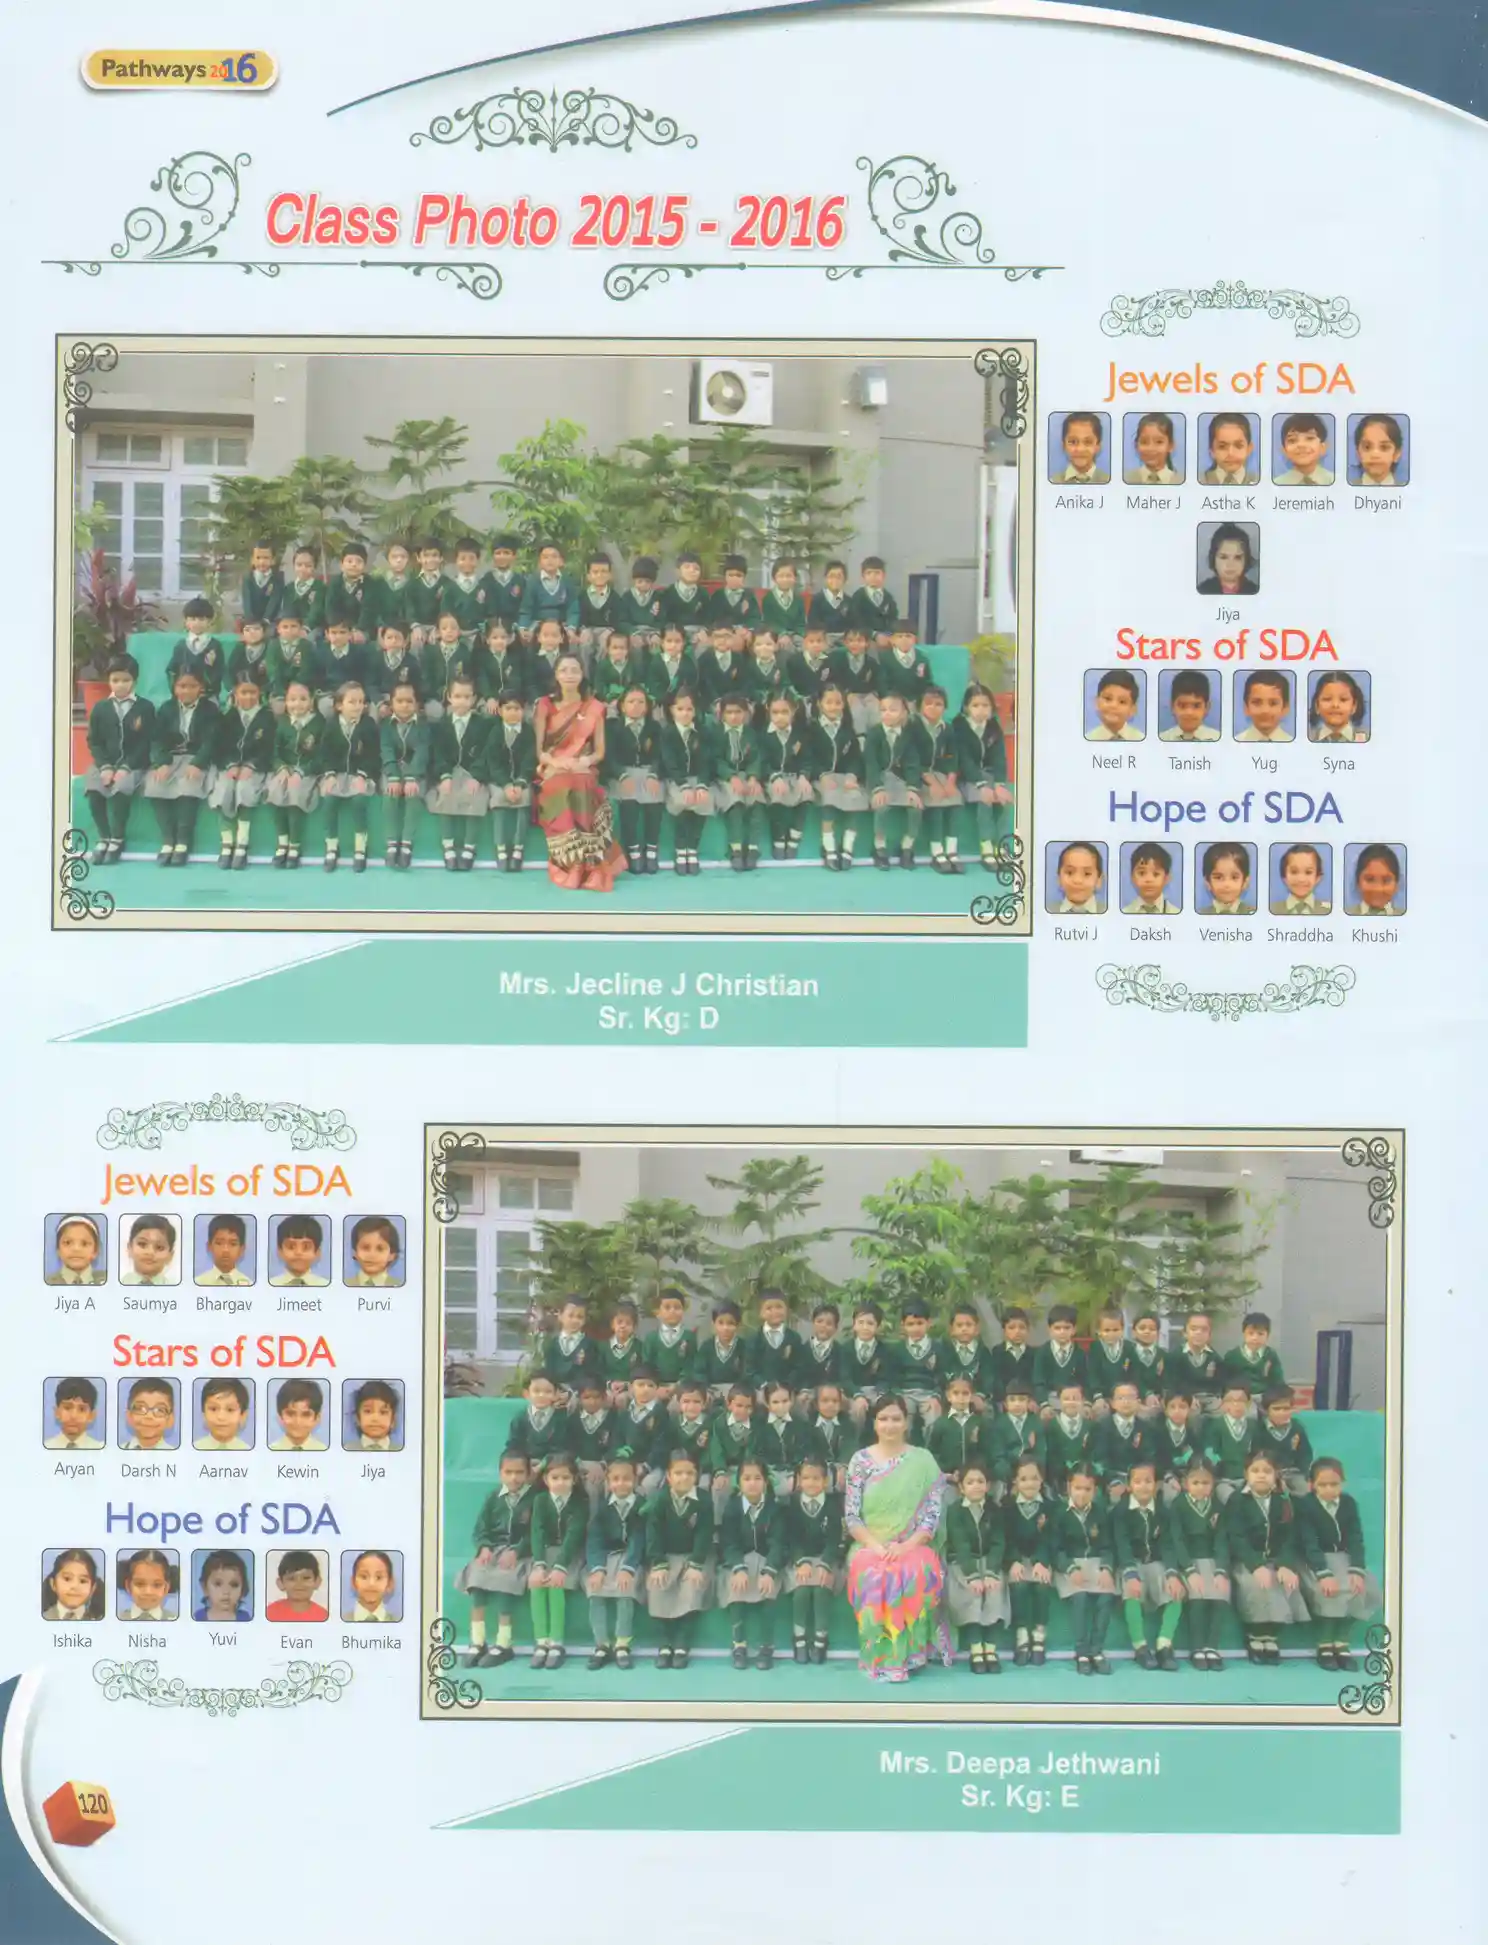 Pathways 2016
Class Photo 2015 - 2016
Jewels of SDA
Anika J Maher J Astha K Jeremiah Dhyani
Jiya
Stars of SDA
Neel R Tanish Yug Syna
Hope of SDA
Rutvi J Daksh Venisha Shraddha Khushi
Mrs. Jecline J Christian
Sr. Kg: D
Jewels of SDA
Jiya A Saumya Bhargav Jimeet Purvi
Stars of SDA
Aryan Darsh N Aarnav Kewin Jiya
Hope of SDA
Ishika Nisha Yuvi Evan Bhumika
Mrs. Deepa Jethwani
Sr. Kg: E
120